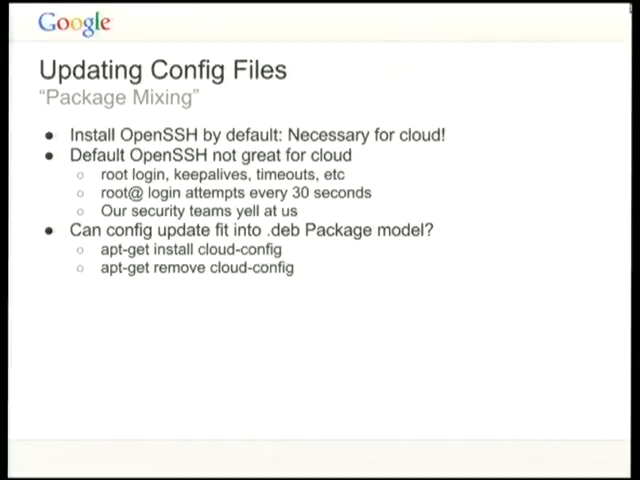 Google
Updating Config Files
“Package Mixing”
● Install OpenSSH by default: Necessary for cloud!
● Default OpenSSH not great for cloud
○ root login, keepalives, timeouts, etc
○ root@ login attempts every 30 seconds
○ Our security teams yell at us
● Can config update fit into .deb Package model?
○ apt-get install cloud-config
○ apt-get remove cloud-config